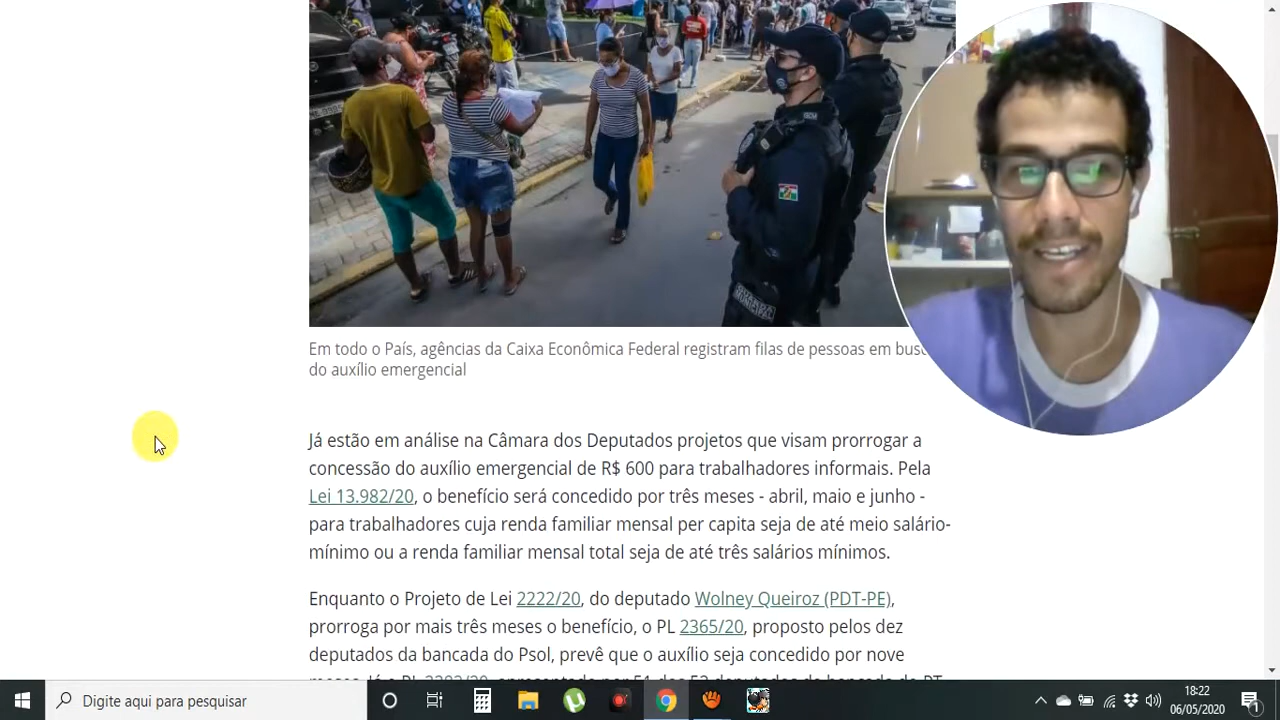 Em todo o País, agências da Caixa Econômica Federal registram filas de pessoas em
do auxílio emergencial
Já estão em análise na Câmara dos Deputados projetos que visam prorrogar a
concessão do auxílio emergencial de R$ 600 para trabalhadores informais. Pela
Lei 13.982/20, o benefício será concedido por três meses - abril, maio e junho -
para trabalhadores cuja renda familiar mensal per capita seja de até meio salário-
mínimo ou a renda familiar mensal total seja de até três salários mínimos.
Enquanto o Projeto de Lei 2222/20, do deputado Wolney Queiroz (PDT-PE),
prorroga por mais três meses o benefício, o PL 2365/20, proposto pelos dez
deputados da bancada do Psol, prevê que o auxílio seja concedido por nove
Digite aqui para pesquisar
18:22
06/05/2020
1